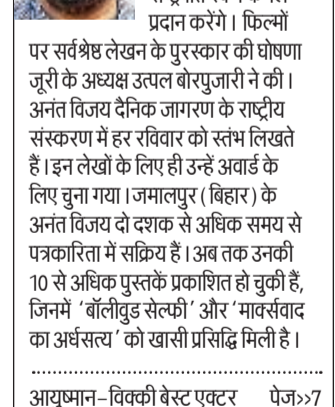 प्रदान करेंगे। फिल्मों
पर सर्वश्रेष्ठ लेखन के पुरस्कार की घोषणा
जूरी के अध्यक्ष उत्पल बोरपुजारी ने की।
अनंत विजय दैनिक जागरण के राष्ट्रीय
संस्करण में हर रविवार को स्तंभ लिखते
हैं। इन लेखों के लिए ही उन्हें अवार्ड के
लिए चुना गया। जमालपुर (बिहार) के
अनंत विजय दो दशक से अधिक समय से
पत्रकारिता में सक्रिय हैं। अब तक उनकी
10 से अधिक पुस्तकें प्रकाशित हो चुकी हैं,
जिनमें 'बॉलीवुड सेल्फी' और 'मार्क्सवाद
का अर्धसत्य' को खासी प्रसिद्धि मिली है।
आयुष्मान-विक्की बेस्ट एक्टर पेज>>7